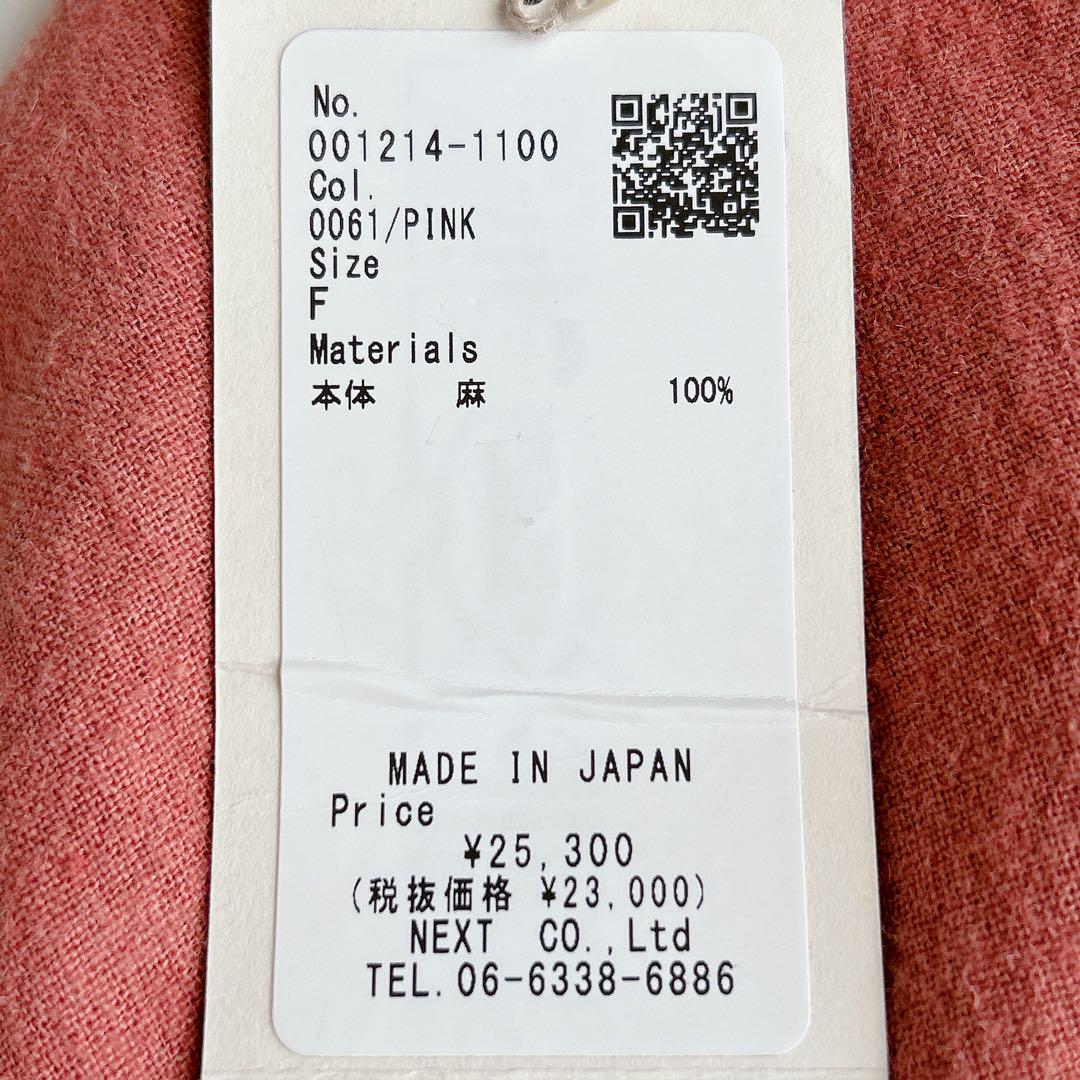 No.
001214-1100
Col.
0061/PINK
Size
F
Materials
本体 麻 100%
MADE IN JAPAN
Price
¥25,300
(税抜価格 ¥23,000)
NEXT CO.,Ltd
TEL.06-6338-6886